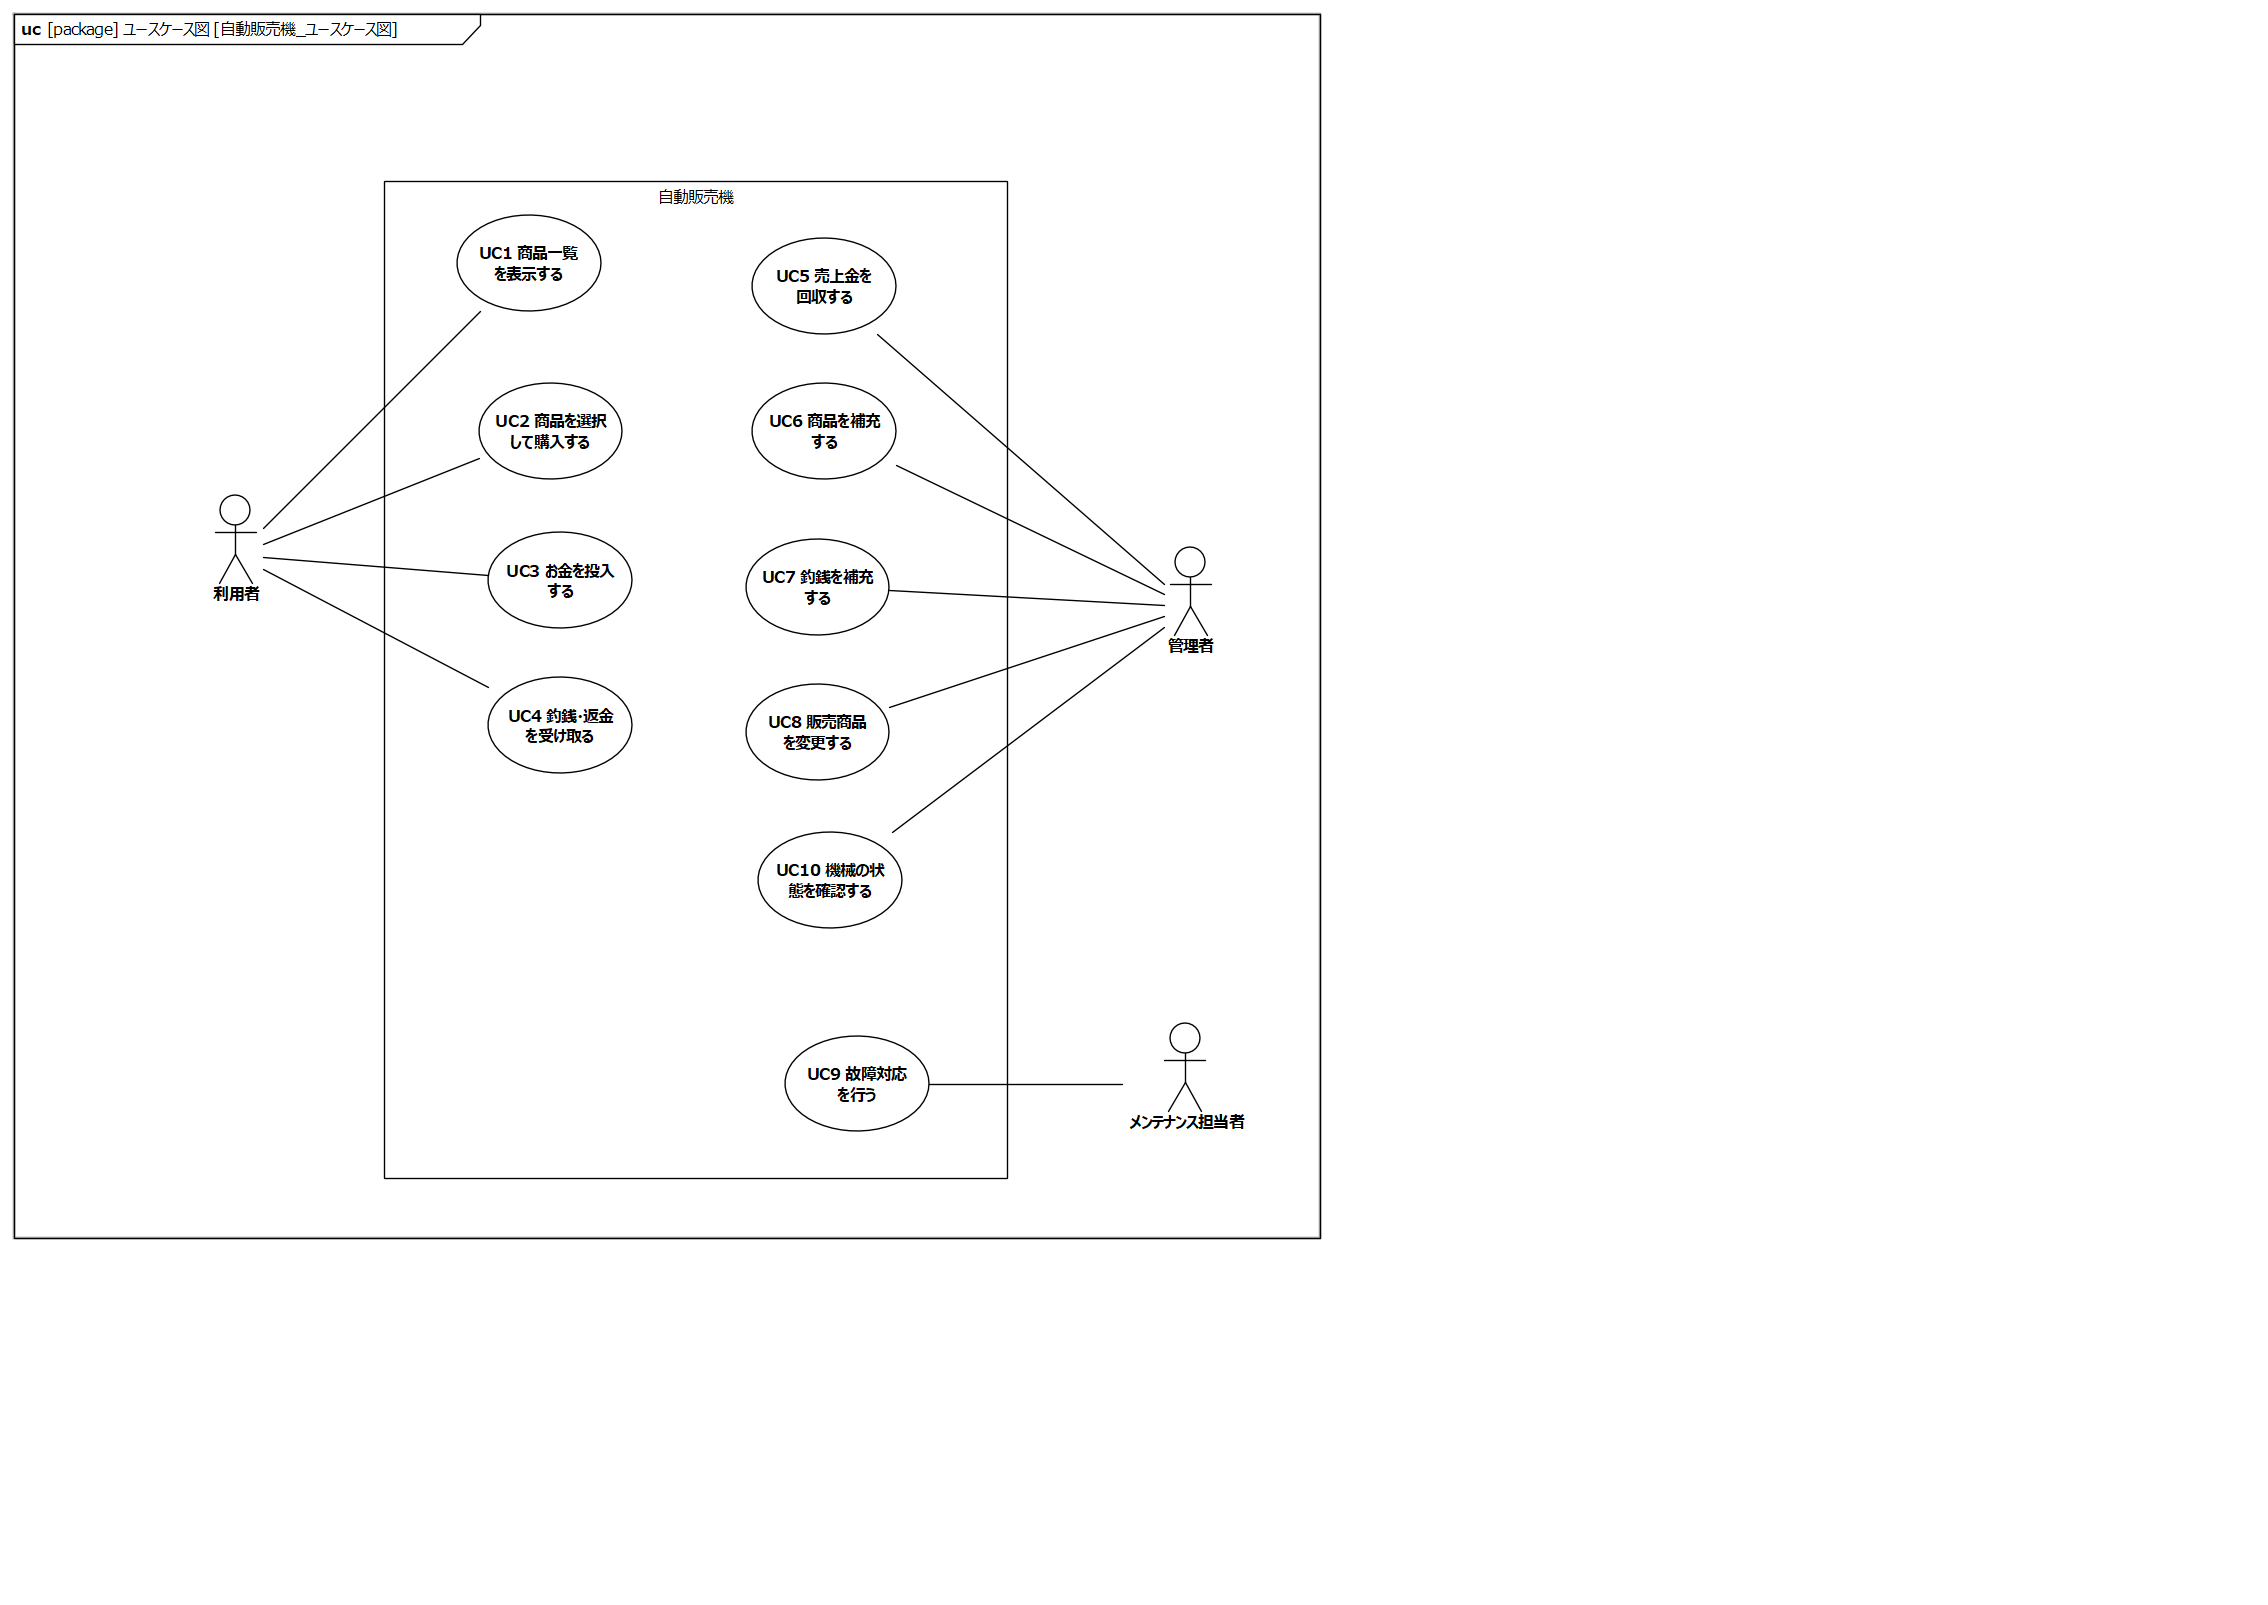 uc [package] ユースケース図 [自動販売機_ユースケース図]
自動販売機
UC1 商品一覧
を表示する
UC5 売上金を
回収する
UC2 商品を選択
して購入する
UC6 商品を補充
する
利用者
UC3 お金を投入
する
UC7 釣銭を補充
する
管理者
UC4 釣銭・返金
を受け取る
UC8 販売商品
を変更する
UC10 機械の状
態を確認する
UC9 故障対応
を行う
メンテナンス担当者